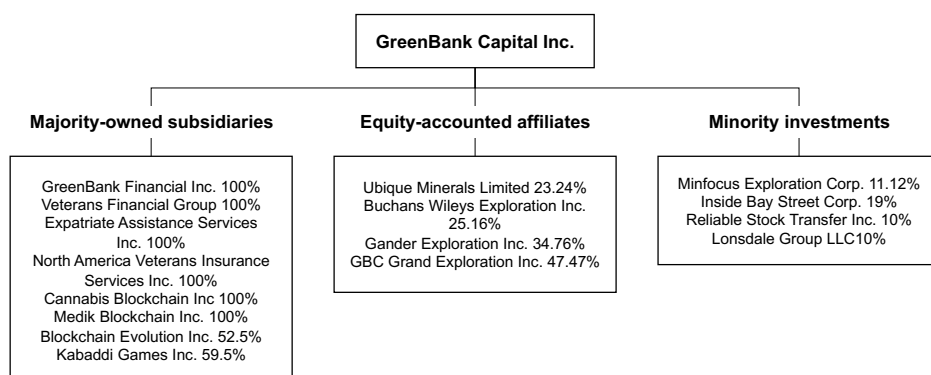 GreenBank Capital Inc.
Majority-owned subsidiaries
GreenBank Financial Inc. 100%
Veterans Financial Group 100%
Expatriate Assistance Services
Inc. 100%
North America Veterans Insurance
Services Inc. 100%
Cannabis Blockchain Inc 100%
Medik Blockchain Inc. 100%
Blockchain Evolution Inc. 52.5%
Kabaddi Games Inc. 59.5%
Equity-accounted affiliates
Ubique Minerals Limited 23.24%
Buchans Wileys Exploration Inc.
25.16%
Gander Exploration Inc. 34.76%
GBC Grand Exploration Inc. 47.47%
Minority investments
Minfocus Exploration Corp. 11.12%
Inside Bay Street Corp. 19%
Reliable Stock Transfer Inc. 10%
Lonsdale Group LLC10%